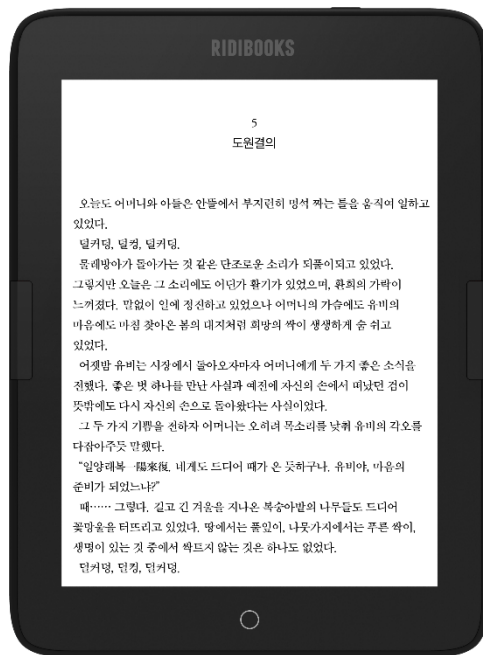 RIDIBOOKS
5
도원결의
오늘도 어머니와 아들은 안뜰에서 부지런히 멍석 짜는 틀을 움직여 일하고
있었다.
덜커덩, 덜컹, 덜커덩.
물레방아가 돌아가는 것 같은 단조로운 소리가 되풀이되고 있었다.
그렇지만 오늘은 그 소리에도 어딘가 활기가 있었으며, 환희의 가락이
느껴졌다. 말없이 일에 정진하고 있었으나 어머니의 가슴에도 유비의
마음에도 마침 찾아온 봄의 대지처럼 희망의 싹이 생생하게 숨 쉬고
있었다.
어젯밤 유비는 시장에서 돌아오자마자 어머니에게 두 가지 좋은 소식을
전했다. 좋은 벗 하나를 만난 사실과 예전에 자신의 손에서 떠났던 검이
뜻밖에도 다시 자신의 손으로 돌아왔다는 사실이었다.
그 두 가지 기쁨을 전하자 어머니는 오히려 목소리를 낮춰 유비의 각오를
다잡아주듯 말했다.
“일양래복一陽來復. 네게도 드디어 때가 온 듯하구나. 유비야, 마음의
준비가 되었느냐?”
때…… 그렇다. 길고 긴 겨울을 지나온 복숭아밭의 나무들도 드디어
꽃망울을 터뜨리고 있었다. 땅에서는 풀잎이, 나뭇가지에서는 푸른 싹이,
생명이 있는 것 중에서 싹트지 않는 것은 하나도 없었다.
덜커덩, 덜컹, 덜커덩.